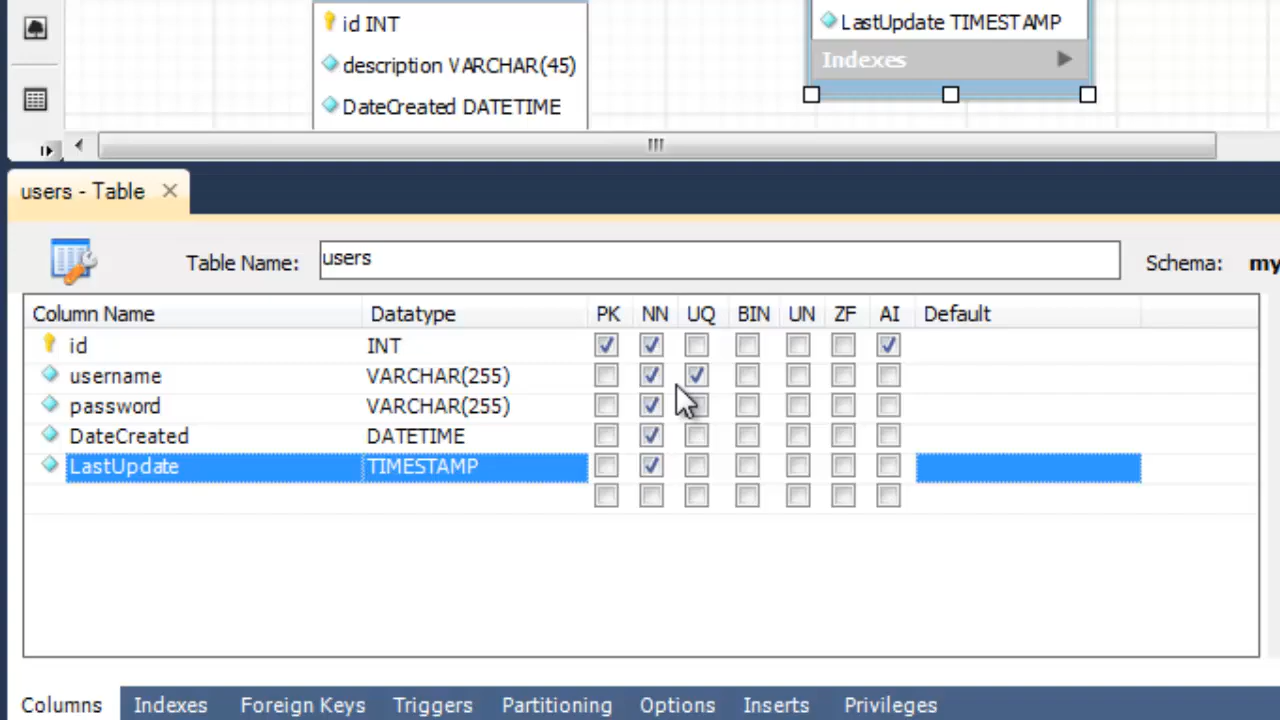 id INT
description VARCHAR(45)
DateCreated DATETIME
LastUpdate TIMESTAMP
Indexes
users - Table
Table Name: users Schema: my
Column Name Datatype PK NN UQ BIN UN ZF AI Default
id INT
username VARCHAR(255)
password VARCHAR(255)
DateCreated DATETIME
LastUpdate TIMESTAMP
Columns Indexes Foreign Keys Triggers Partitioning Options Inserts Privileges